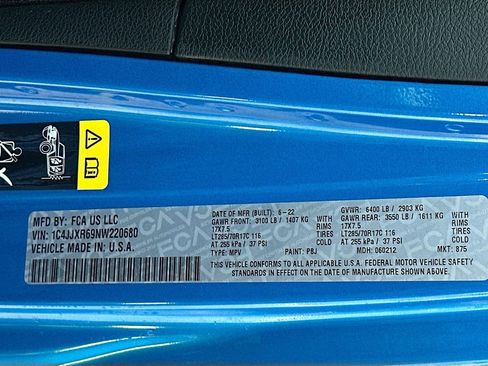 MFD BY: FCA US LLC
VIN: 1C4JJXR69NW220680
VEHICLE MADE IN U.S.A.
DATE OF MFR (BUILT): 6-22
GAWR FRONT: 3100 LB / 1407 KG
17X7.5 RIMS
LT285/70R17C 116 TIRES
AT 255 kPa / 37 PSI COLD
GVWR: 6400 LB / 2903 KG
GAWR REAR: 3550 LB / 1611 KG
17X7.5 RIMS
LT285/70R17C 116 TIRES
AT 255 kPa / 37 PSI COLD
TYPE: MPV PAINT: PBJ MDH: 060212 MKT: 875
THIS VEHICLE CONFORMS TO ALL APPLICABLE U.S.A. FEDERAL MOTOR VEHICLE SAFETY
STANDARDS IN EFFECT ON THE DATE OF MANUFACTURE SHOWN ABOVE.